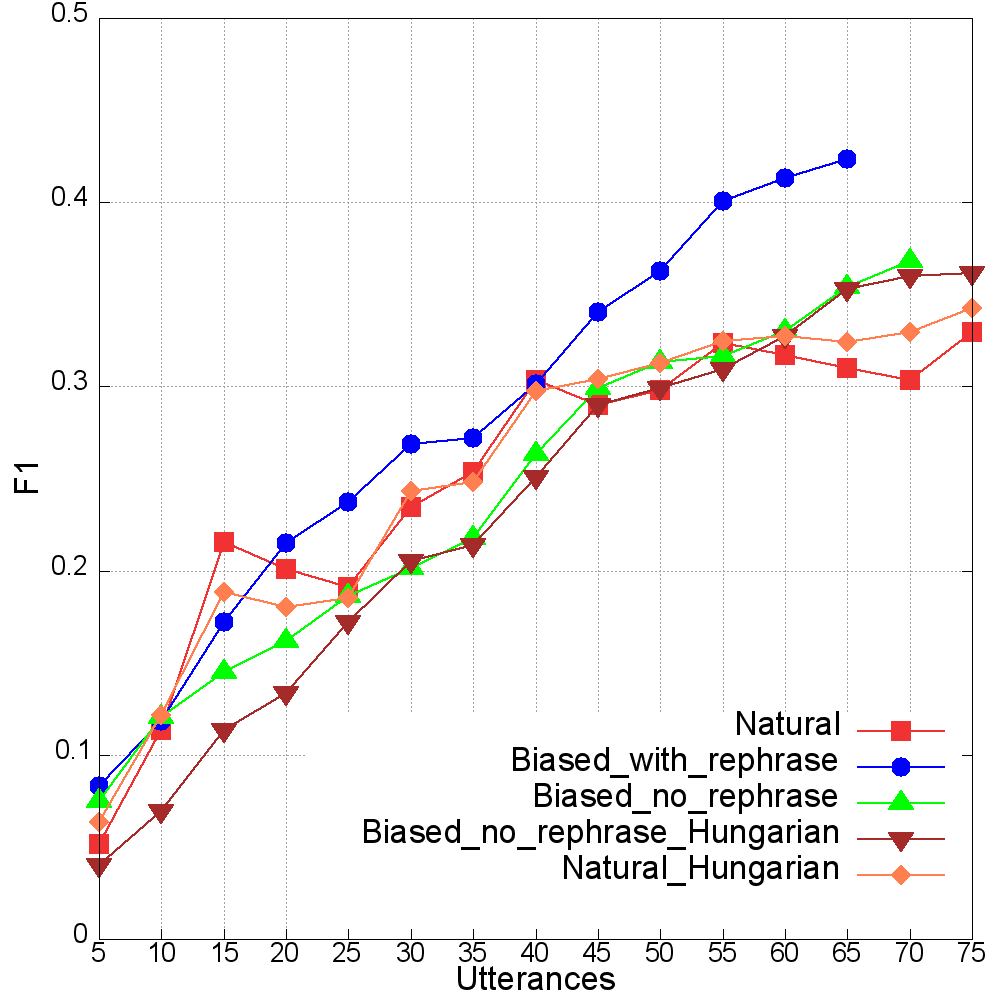 0.5
0.4
0.3
0.2
0.1
0
F1
Natural
Biased_with_rephrase
Biased_no_rephrase
Biased_no_rephrase_Hungarian
Natural_Hungarian
5 10 15 20 25 30 35 40 45 50 55 60 65 70 75
Utterances